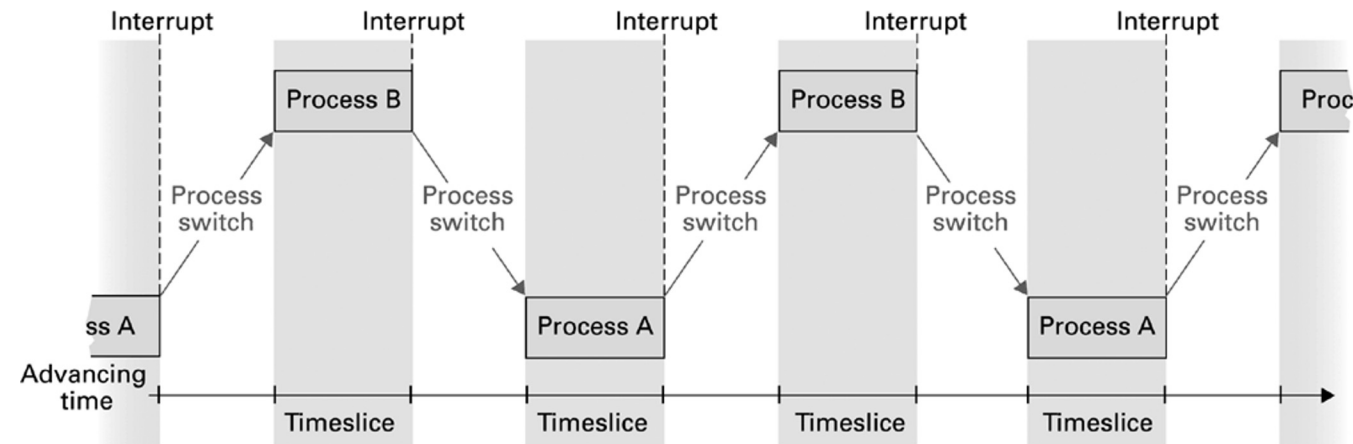 Interrupt Interrupt Interrupt Interrupt Interrupt
Process B Process B Proc
Process Process Process Process Process
switch switch switch switch switch
ss A Process A Process A
Advancing
time
Timeslice Timeslice Timeslice Timeslice